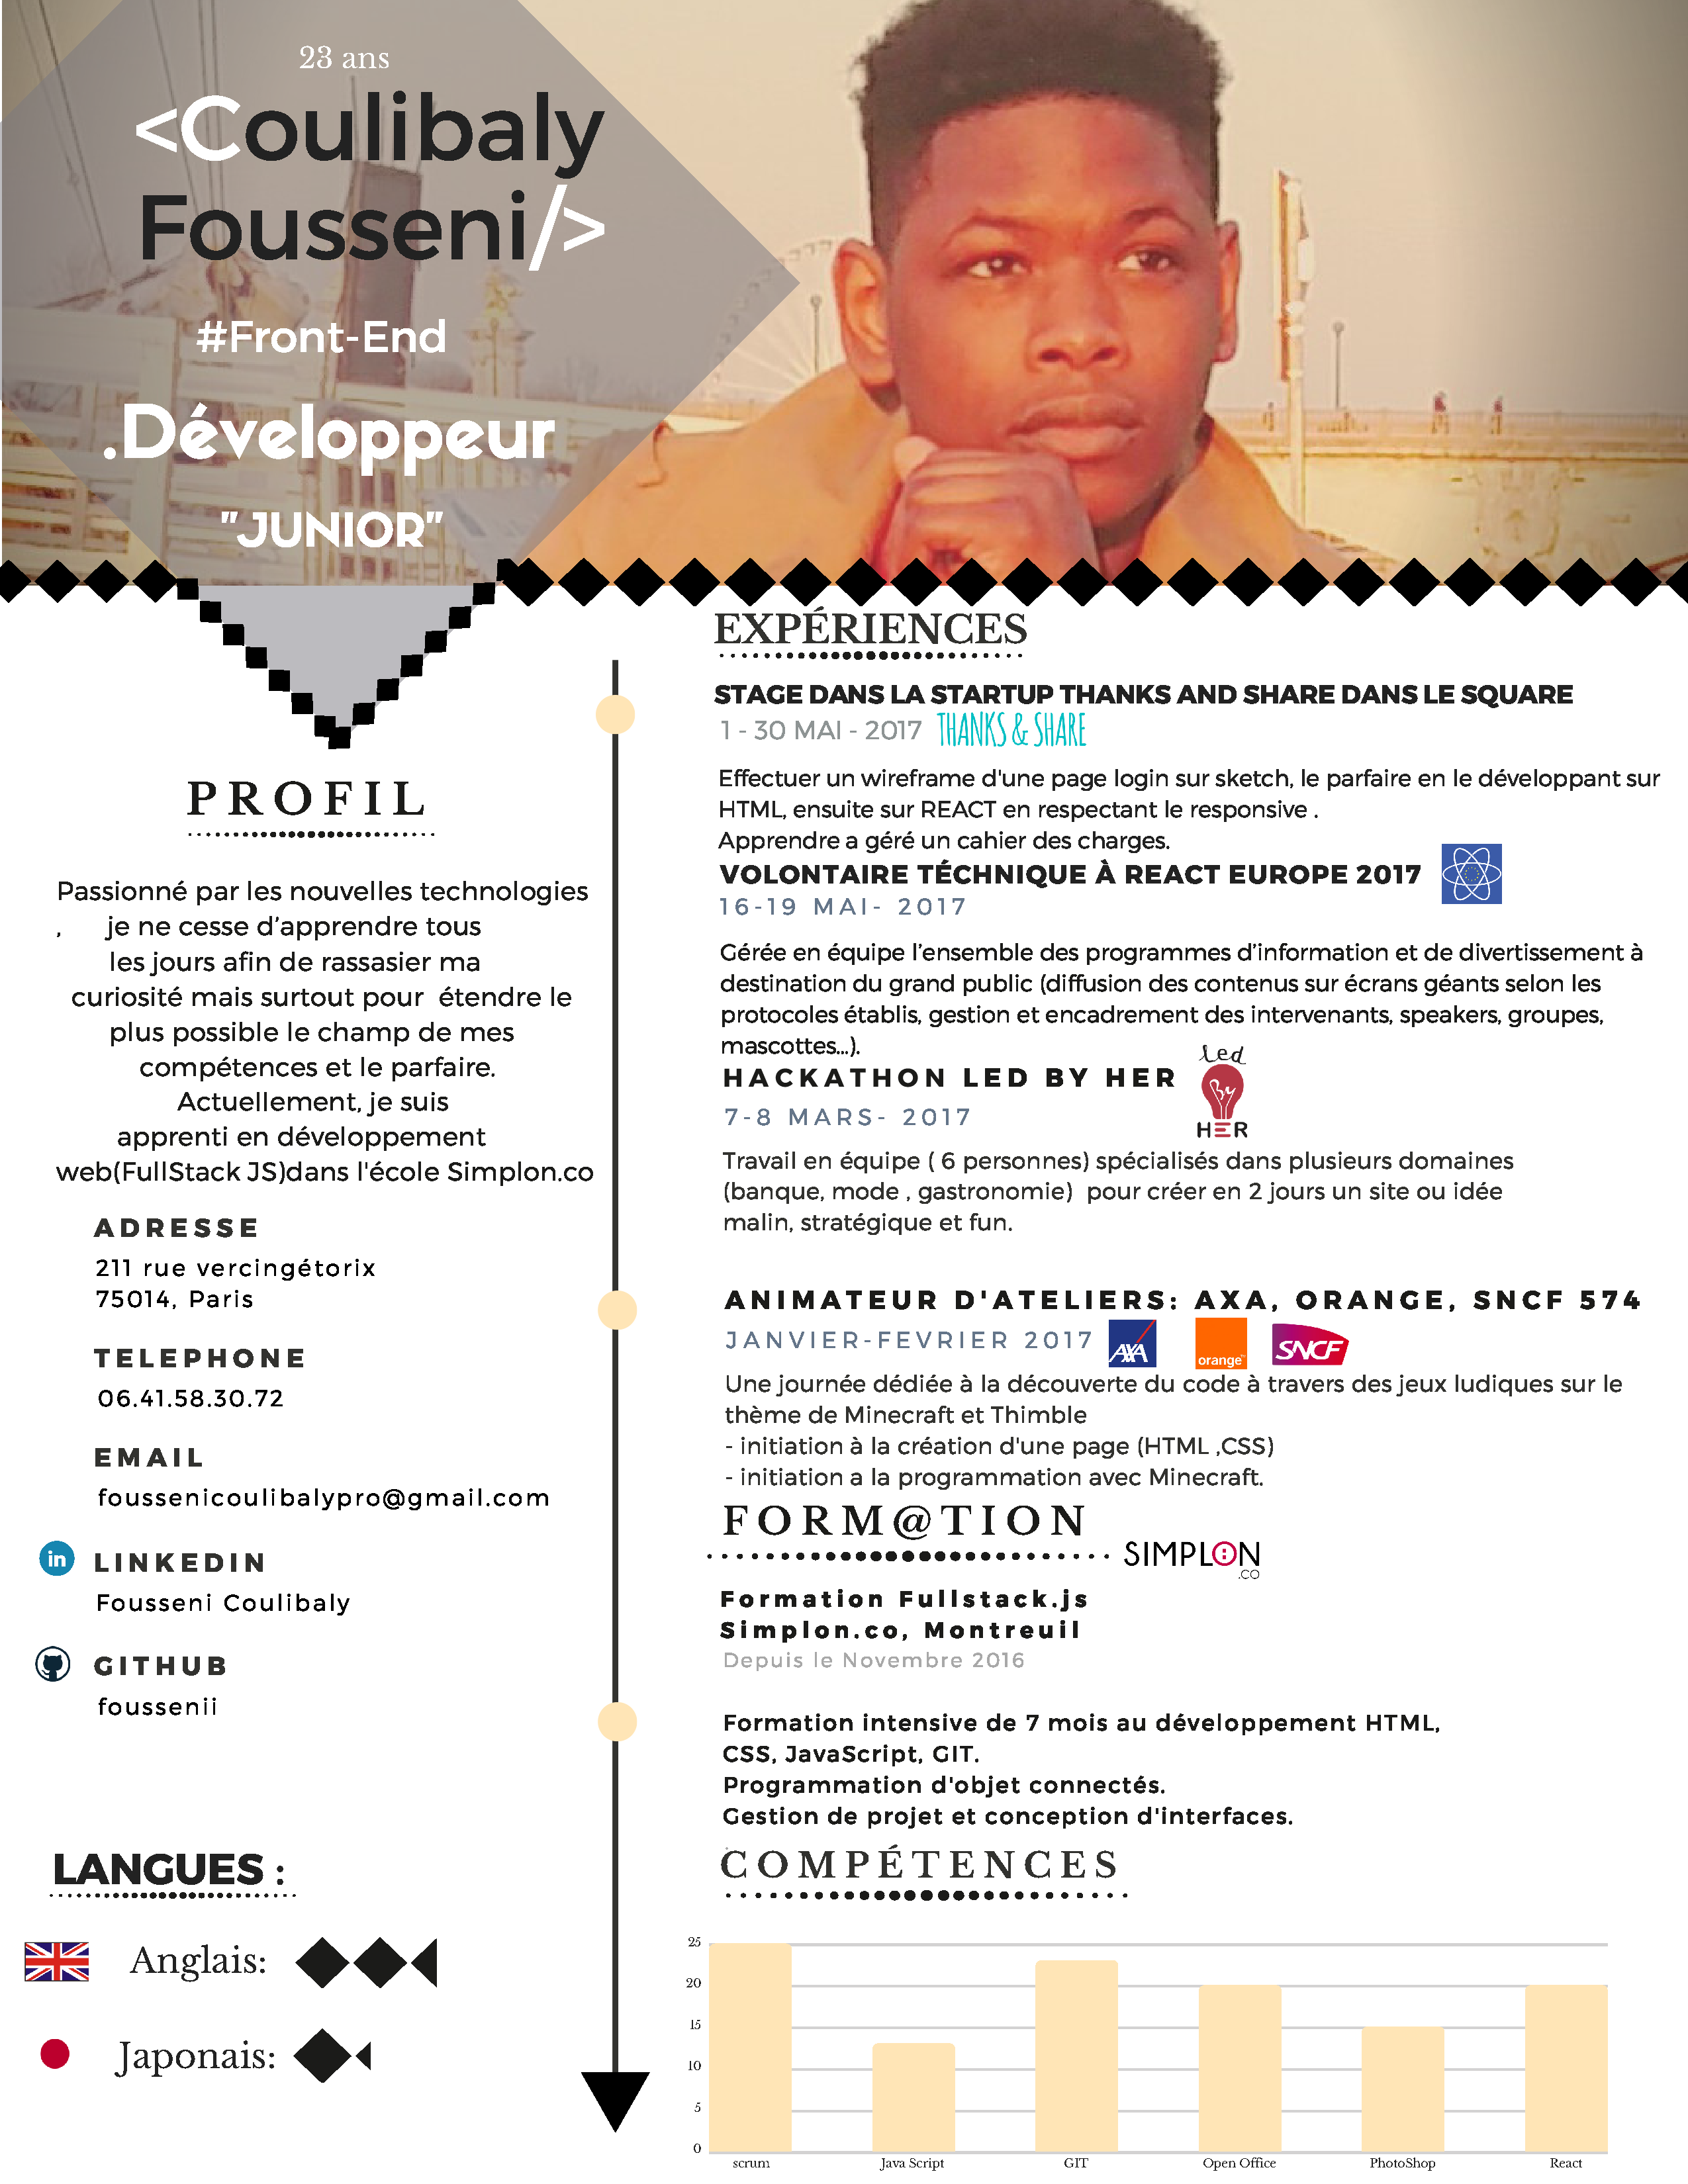 23 ans
<Coulibaly
Fousseni/>
#Front-End
.Développeur
"JUNIOR"
PROFIL
Passionné par les nouvelles technologies
, je ne cesse d'apprendre tous
les jours afin de rassasier ma
curiosité mais surtout pour étendre le
plus possible le champ de mes
compétences et le parfaire.
Actuellement, je suis
apprenti en développement
web(FullStack JS)dans l'école Simplon.co
ADRESSE
211 rue vercingétorix
75014, Paris
TELEPHONE
06.41.58.30.72
EMAIL
foussenicoulibalypro@gmail.com
in LINKEDIN
Fousseni Coulibaly
GITHUB
foussenii
LANGUES :
Anglais:
Japonais:
EXPÉRIENCES
STAGE DANS LA STARTUP THANKS AND SHARE DANS LE SQUARE
1 - 30 MAI - 2017 THANKS & SHARE
Effectuer un wireframe d'une page login sur sketch, le parfaire en le développant sur
HTML, ensuite sur REACT en respectant le responsive .
Apprendre a géré un cahier des charges.
VOLONTAIRE TÉCHNIQUE À REACT EUROPE 2017
16-19 MAI- 2017
Gérée en équipe l'ensemble des programmes d'information et de divertissement à
destination du grand public (diffusion des contenus sur écrans géants selon les
protocoles établis, gestion et encadrement des intervenants, speakers, groupes,
mascottes...).
HACKATHON LED BY HER
led By HER
7-8 MARS- 2017
Travail en équipe ( 6 personnes) spécialisés dans plusieurs domaines
(banque, mode , gastronomie) pour créer en 2 jours un site ou idée
malin, stratégique et fun.
ANIMATEUR D'ATELIERS: AXA, ORANGE, SNCF 574
JANVIER-FEVRIER 2017 AXA orange SNCF
Une journée dédiée à la découverte du code à travers des jeux ludiques sur le
thème de Minecraft et Thimble
- initiation à la création d'une page (HTML ,CSS)
- initiation a la programmation avec Minecraft.
FORM@TION
SIMPLON
.CO
Formation Fullstack.js
Simplon.co, Montreuil
Depuis le Novembre 2016
Formation intensive de 7 mois au développement HTML,
CSS, JavaScript, GIT.
Programmation d'objet connectés.
Gestion de projet et conception d'interfaces.
COMPÉTENCES
25
20
15
10
5
0
scrum Java Script GIT Open Office PhotoShop React